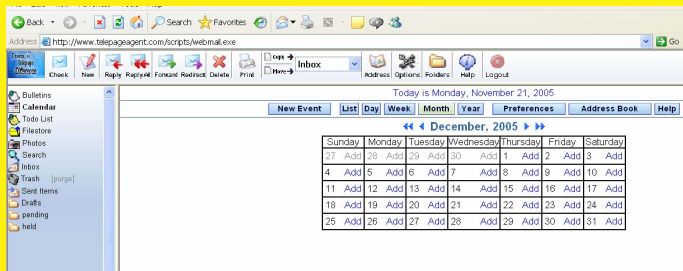 Back Search Favorites
Address http://www.telepageagent.com/scripts/webmail.exe Go
Check New Reply ReplyAll Forward Redirect Delete Print Copy Move Inbox Address Options Folders Help Logout
Today is Monday, November 21, 2005
New Event List Day Week Month Year Preferences Address Book Help
December, 2005
Sunday Monday Tuesday Wednesday Thursday Friday Saturday
27 Add 28 Add 29 Add 30 Add 1 Add 2 Add 3 Add
4 Add 5 Add 6 Add 7 Add 8 Add 9 Add 10 Add
11 Add 12 Add 13 Add 14 Add 15 Add 16 Add 17 Add
18 Add 19 Add 20 Add 21 Add 22 Add 23 Add 24 Add
25 Add 26 Add 27 Add 28 Add 29 Add 30 Add 31 Add
Bulletins
Calendar
Todo List
Filestore
Photos
Search
Inbox
Trash [purge]
Sent Items
Drafts
pending
held